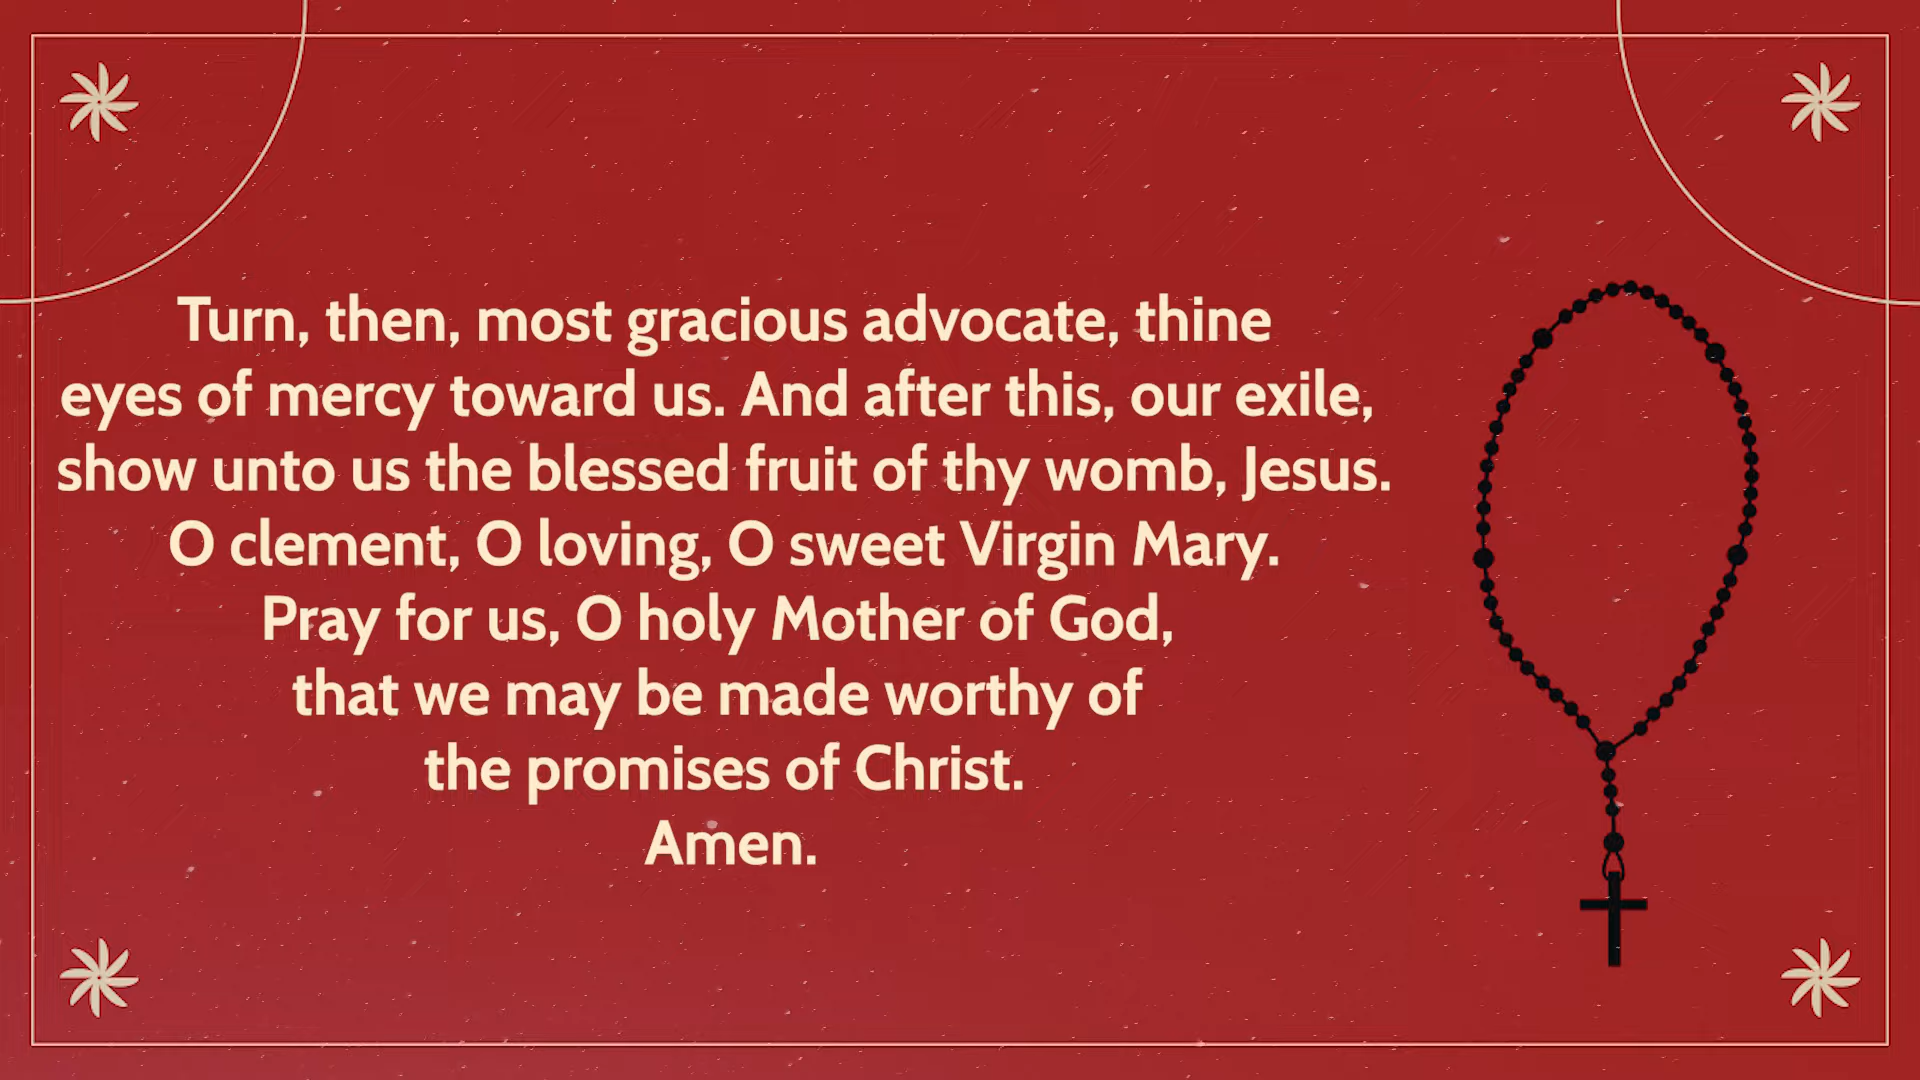 Turn, then, most gracious advocate, thine
eyes of mercy toward us. And after this, our exile,
show unto us the blessed fruit of thy womb, Jesus.
O clement, O loving, O sweet Virgin Mary.
Pray for us, O holy Mother of God,
that we may be made worthy of
the promises of Christ.
Amen.